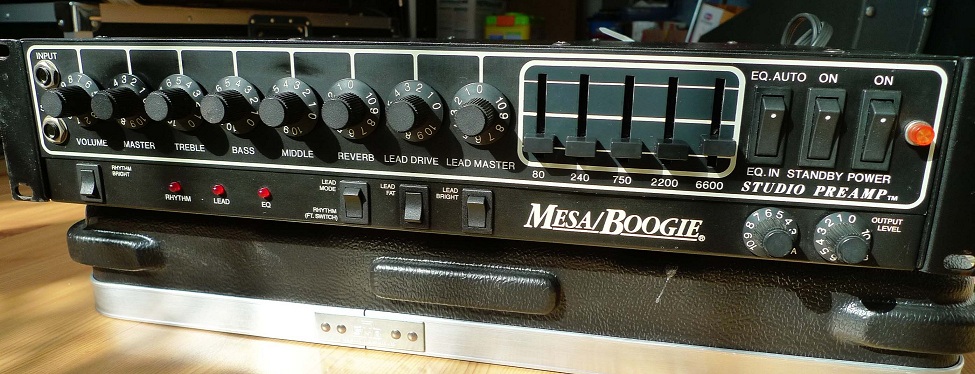 INPUT
VOLUME MASTER TREBLE BASS MIDDLE REVERB LEAD DRIVE LEAD MASTER
80 240 750 2200 6600
EQ.AUTO ON ON
EQ.IN STANDBY POWER
STUDIO PREAMP TM
RHYTHM
BRIGHT
RHYTHM LEAD EQ
LEAD
MODE
RHYTHM
(FT. SWITCH)
LEAD
FAT
LEAD
BRIGHT
MESA/BOOGIE®
OUTPUT
LEVEL
A